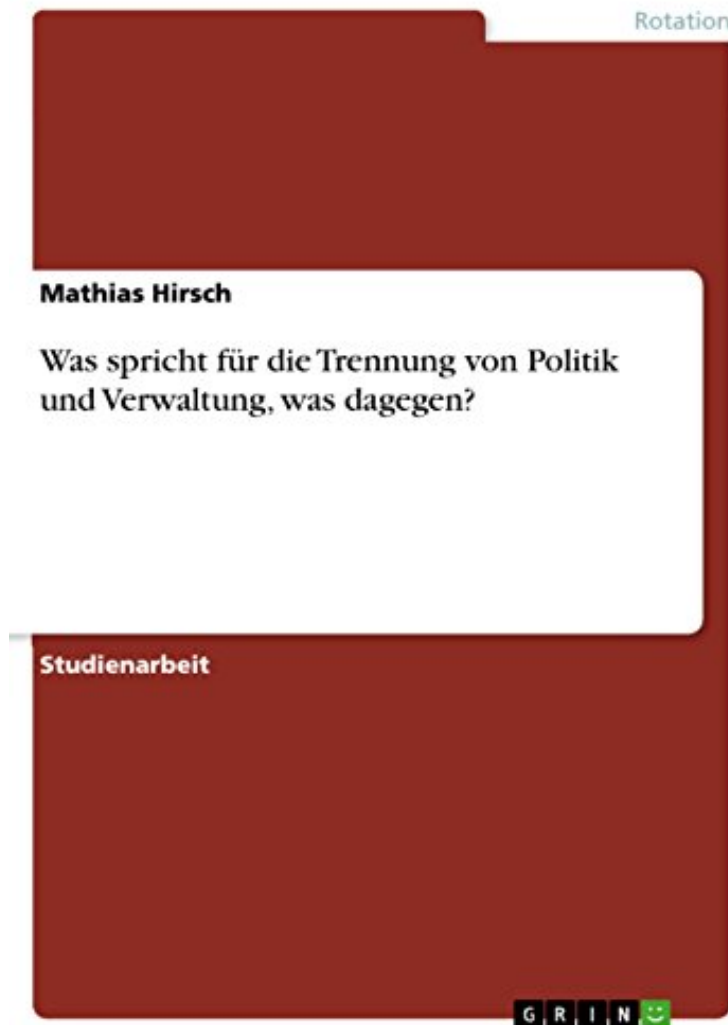 Rotation
Mathias Hirsch
Was spricht für die Trennung von Politik
und Verwaltung, was dagegen?
Studienarbeit
GRIN